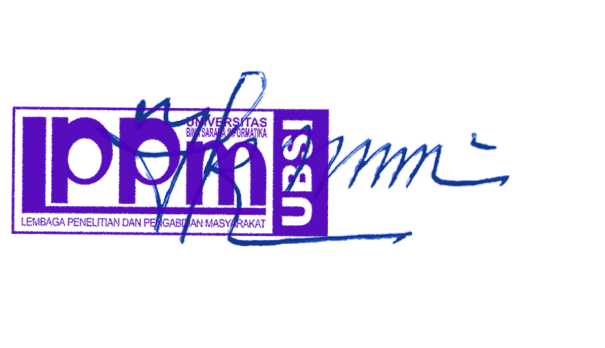 UNIVERSITAS
BINA SARANA INFORMATIKA
lppm
LEMBAGA PENELITIAN DAN PENGABDIAN MASYARAKAT
UBSI